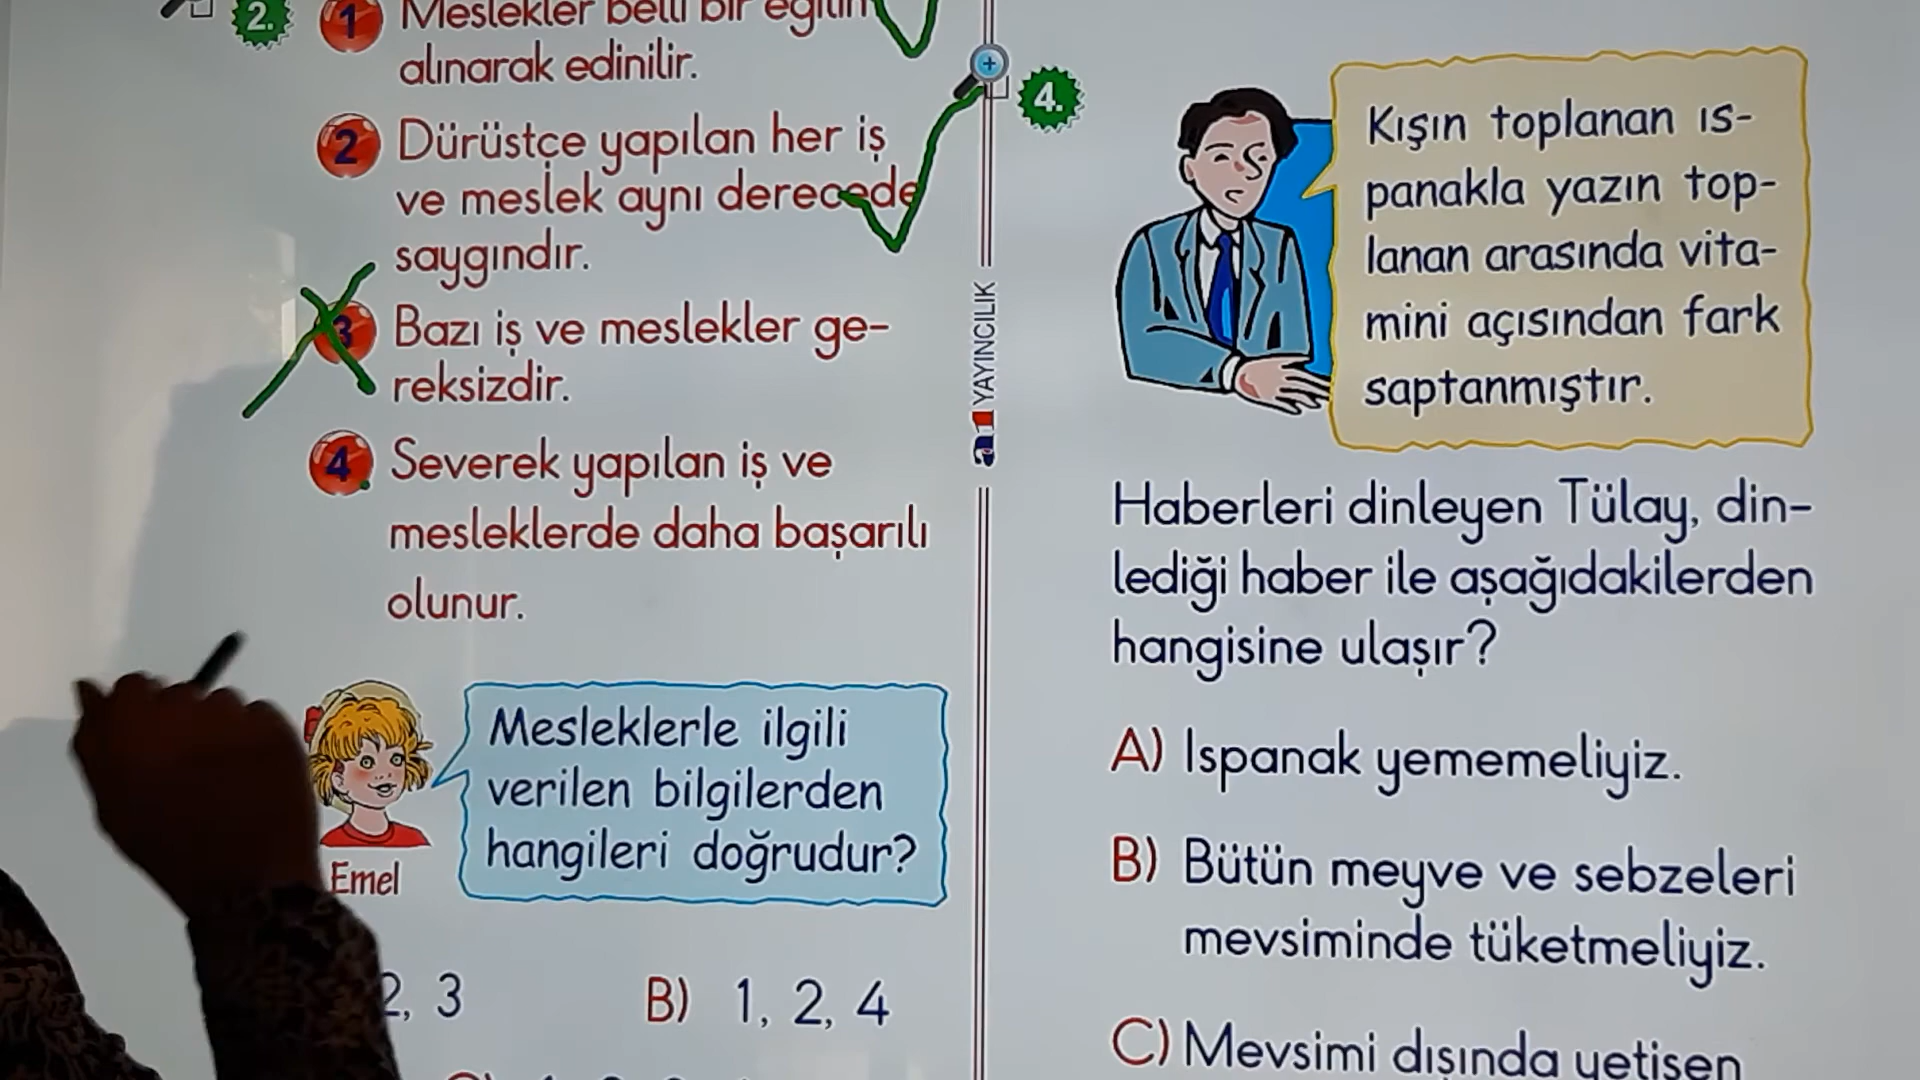 2. 1 Meslekler belli bir eğitim
alınarak edinilir.
2 Dürüstçe yapılan her iş
ve meslek aynı derecede
saygındır.
3 Bazı iş ve meslekler ge-
reksizdir.
4 Severek yapılan iş ve
mesleklerde daha başarılı
olunur.
Mesleklerle ilgili
verilen bilgilerden
hangileri doğrudur?
Emel
2, 3 B) 1, 2, 4
a1 YAYINCILIK
4.
Kışın toplanan ıs-
panakla yazın top-
lanan arasında vita-
mini açısından fark
saptanmıştır.
Haberleri dinleyen Tülay, din-
lediği haber ile aşağıdakilerden
hangisine ulaşır?
A) Ispanak yememeliyiz.
B) Bütün meyve ve sebzeleri
mevsiminde tüketmeliyiz.
C) Mevsimi dışında yetişen